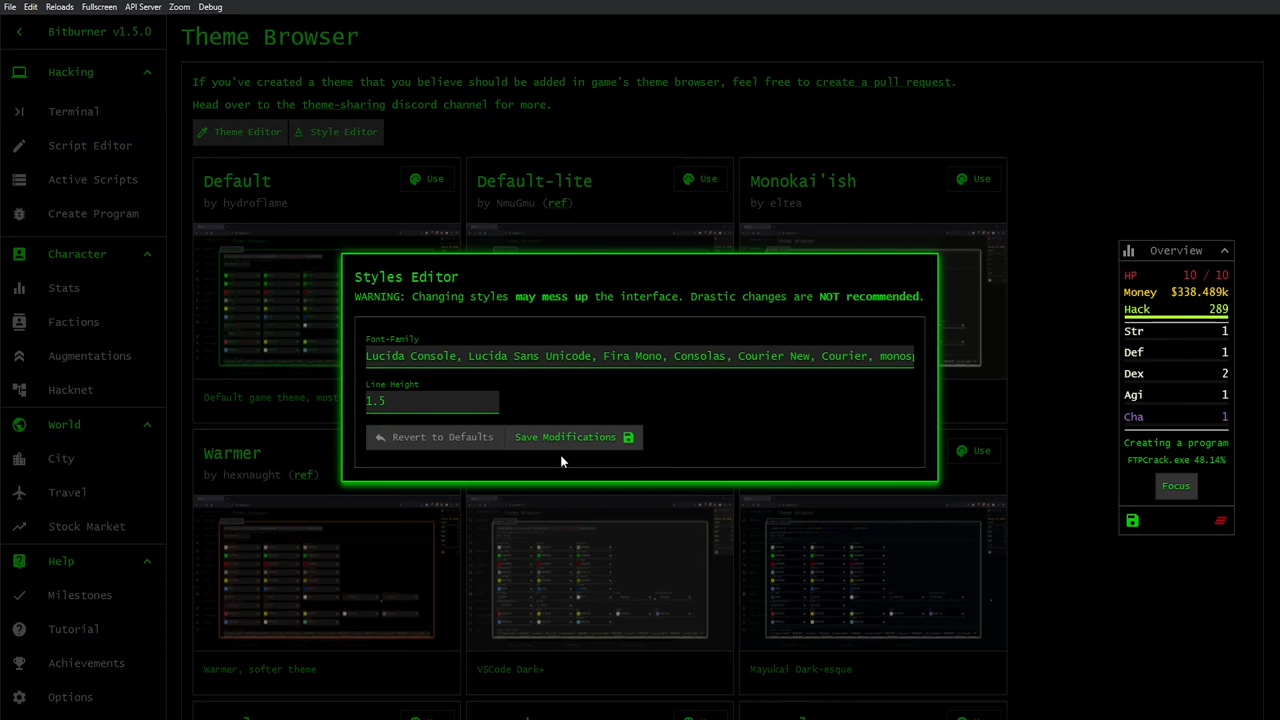 File Edit Reloads Fullscreen API Server Zoom Debug
Bitburner v1.5.0
Hacking
Terminal
Script Editor
Active Scripts
Create Program
Character
Stats
Factions
Augmentations
Hacknet
World
City
Travel
Stock Market
Help
Milestones
Tutorial
Achievements
Options
Theme Browser
If you've created a theme that you believe should be added in game's theme browser, feel free to create a pull request.
Head over to the theme-sharing discord channel for more.
Theme Editor Style Editor
Default Use
by hydroflame
Default-lite Use
by NmuGmu (ref)
Monokai'ish Use
by eltea
Default game theme, most
Styles Editor
WARNING: Changing styles may mess up the interface. Drastic changes are NOT recommended.
Font-Family
Lucida Console, Lucida Sans Unicode, Fira Mono, Consolas, Courier New, Courier, monosp
Line Height
1.5
Revert to Defaults Save Modifications
Warmer
by hexnaught (ref)
Use
Warmer, softer theme
VSCode Dark+
Mayukai Dark-esque
Overview
HP 10 / 10
Money $338.489k
Hack 289
Str 1
Def 1
Dex 2
Agi 1
Cha 1
Creating a program
FTPCrack.exe 48.14%
Focus